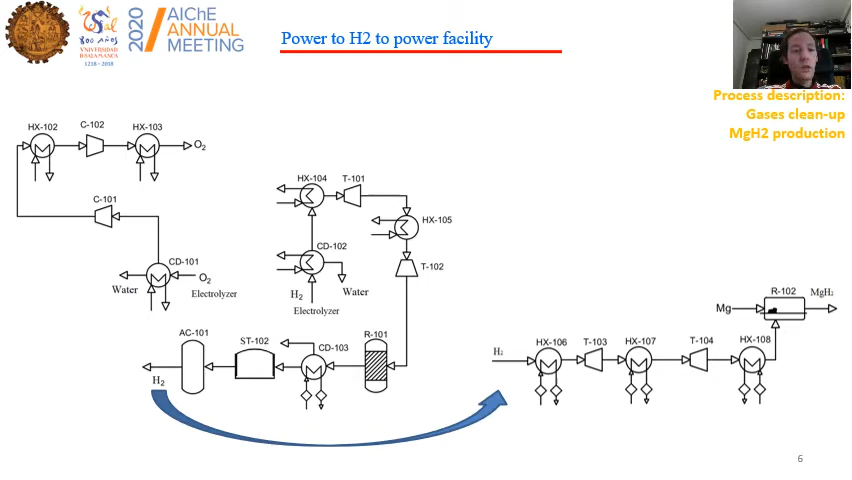 2020
AIChE
ANNUAL
MEETING
800 AÑOS
VNIVERSIDAD
D SALAMANCA
1218 - 2018
Power to H2 to power facility
Process description:
Gases clean-up
MgH2 production
HX-102
C-102
HX-103
O2
C-101
CD-101
Water
O2
Electrolyzer
HX-104
T-101
HX-105
CD-102
T-102
H2
Water
Electrolyzer
AC-101
ST-102
CD-103
R-101
H2
H2
HX-106
T-103
HX-107
T-104
HX-108
Mg
R-102
MgH2
6